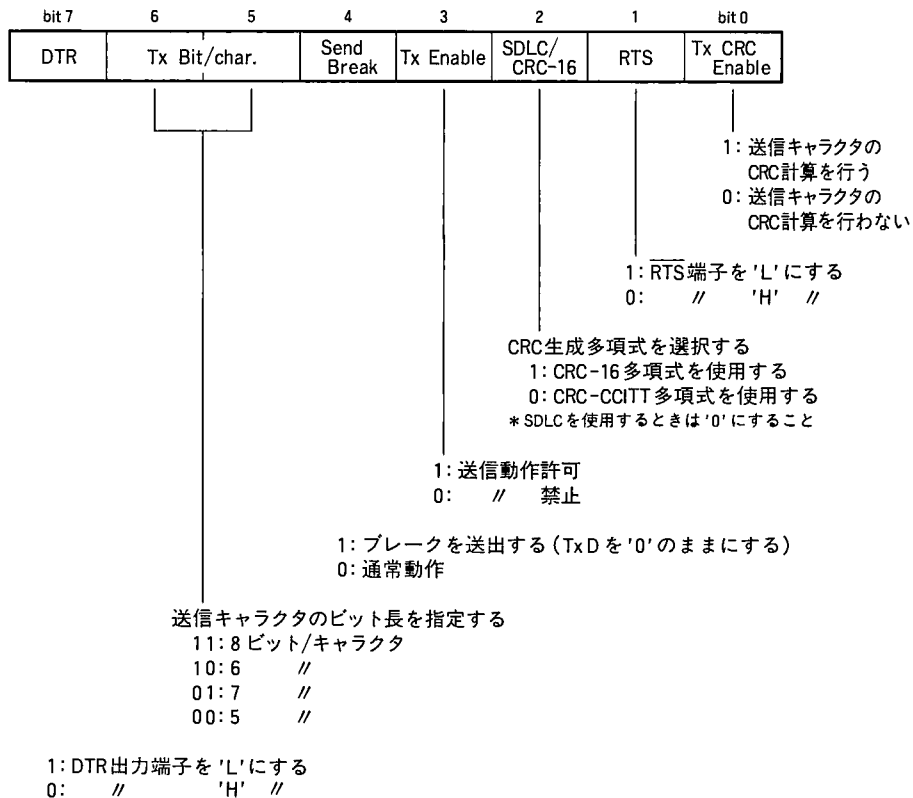 bit 7 6 5 4 3 2 1 bit 0
DTR Tx Bit/char. Send Break Tx Enable SDLC/CRC-16 RTS Tx CRC Enable
1: 送信キャラクタの
CRC計算を行う
0: 送信キャラクタの
CRC計算を行わない
1: RTS端子を'L'にする
0: 〃 'H' 〃
CRC生成多項式を選択する
1: CRC-16多項式を使用する
0: CRC-CCITT多項式を使用する
*SDLCを使用するときは'0'にすること
1: 送信動作許可
0: 〃 禁止
1: ブレークを送出する(TxDを'0'のままにする)
0: 通常動作
送信キャラクタのビット長を指定する
11: 8ビット/キャラクタ
10: 6 〃
01: 7 〃
00: 5 〃
1: DTR出力端子を'L'にする
0: 〃 'H' 〃